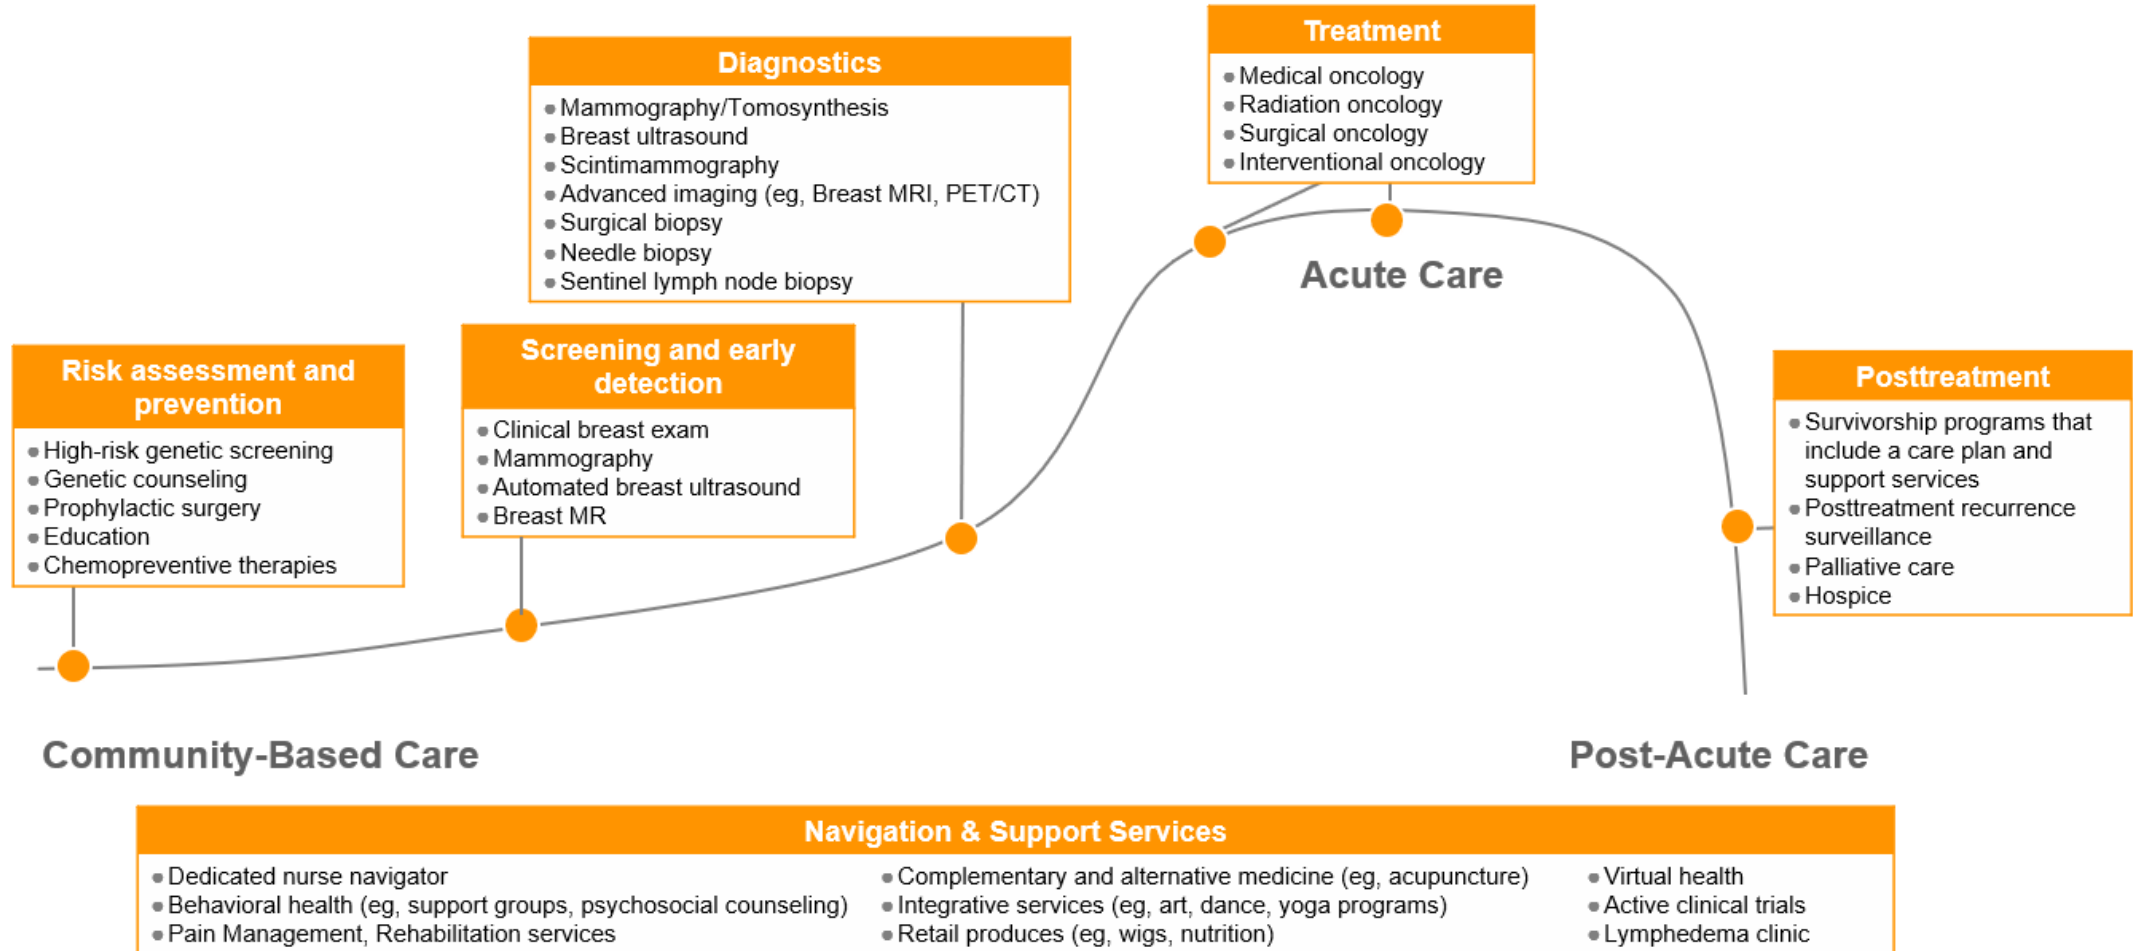 Treatment
• Medical oncology
• Radiation oncology
• Surgical oncology
• Interventional oncology
Diagnostics
• Mammography/Tomosynthesis
• Breast ultrasound
• Scintimammography
• Advanced imaging (eg, Breast MRI, PET/CT)
• Surgical biopsy
• Needle biopsy
• Sentinel lymph node biopsy
Acute Care
Risk assessment and
prevention
• High-risk genetic screening
• Genetic counseling
• Prophylactic surgery
• Education
• Chemopreventive therapies
Screening and early
detection
• Clinical breast exam
• Mammography
• Automated breast ultrasound
• Breast MR
Posttreatment
• Survivorship programs that
include a care plan and
support services
• Posttreatment recurrence
surveillance
• Palliative care
• Hospice
Community-Based Care
Post-Acute Care
Navigation & Support Services
• Dedicated nurse navigator
• Behavioral health (eg, support groups, psychosocial counseling)
• Pain Management, Rehabilitation services
• Complementary and alternative medicine (eg, acupuncture)
• Integrative services (eg, art, dance, yoga programs)
• Retail produces (eg, wigs, nutrition)
• Virtual health
• Active clinical trials
• Lymphedema clinic